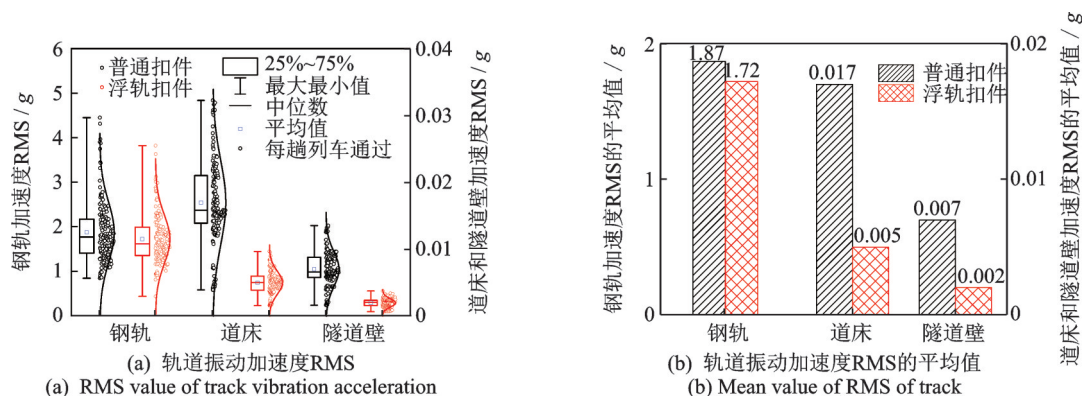 钢轨加速度RMS / g
6
5
4
3
2
1
0
普通扣件
浮轨扣件
25%~75%
最大最小值
中位数
平均值
每趟列车通过
0.04
0.03
0.02
0.01
0
道床和隧道壁加速度RMS / g
钢轨
道床
隧道壁
(a) 轨道振动加速度RMS
(a) RMS value of track vibration acceleration
钢轨加速度RMS的平均值 / g
2
1
0
1.87
1.72
0.017
0.005
0.007
0.002
普通扣件
浮轨扣件
0.02
0.01
0
道床和隧道壁加速度RMS的平均值 / g
钢轨
道床
隧道壁
(b) 轨道振动加速度RMS的平均值
(b) Mean value of RMS of track